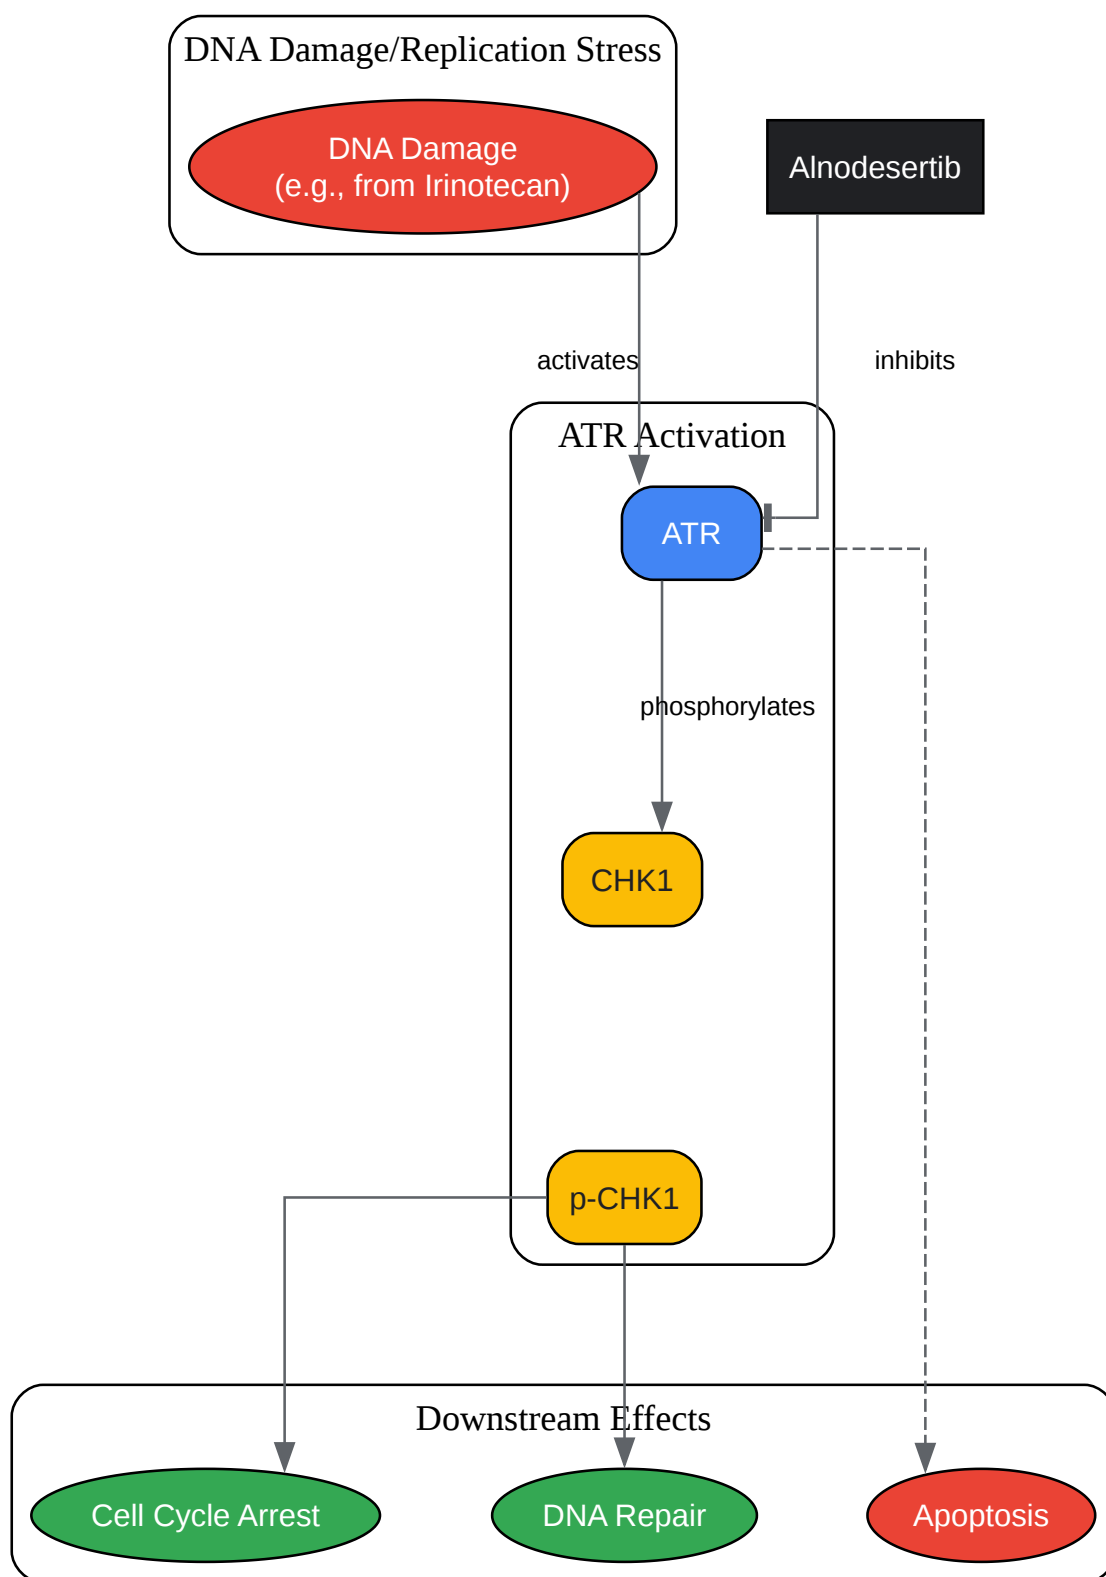 DNA Damage/Replication Stress
DNA Damage
(e.g., from Irinotecan)
Alnodesertib
activates
inhibits
ATR Activation
ATR
phosphorylates
CHK1
p-CHK1
Downstream Effects
Cell Cycle Arrest
DNA Repair
Apoptosis